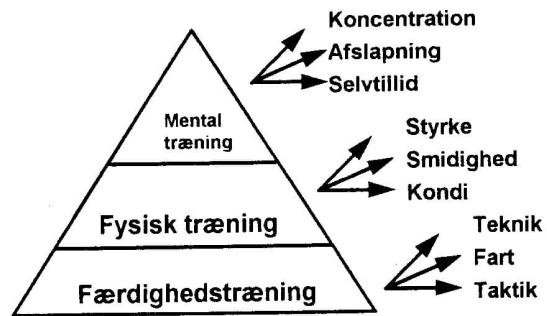 Koncentration
Afslapning
Selvtillid
Mental
træning
Styrke
Smidighed
Kondi
Fysisk træning
Teknik
Fart
Taktik
Færdighedstræning